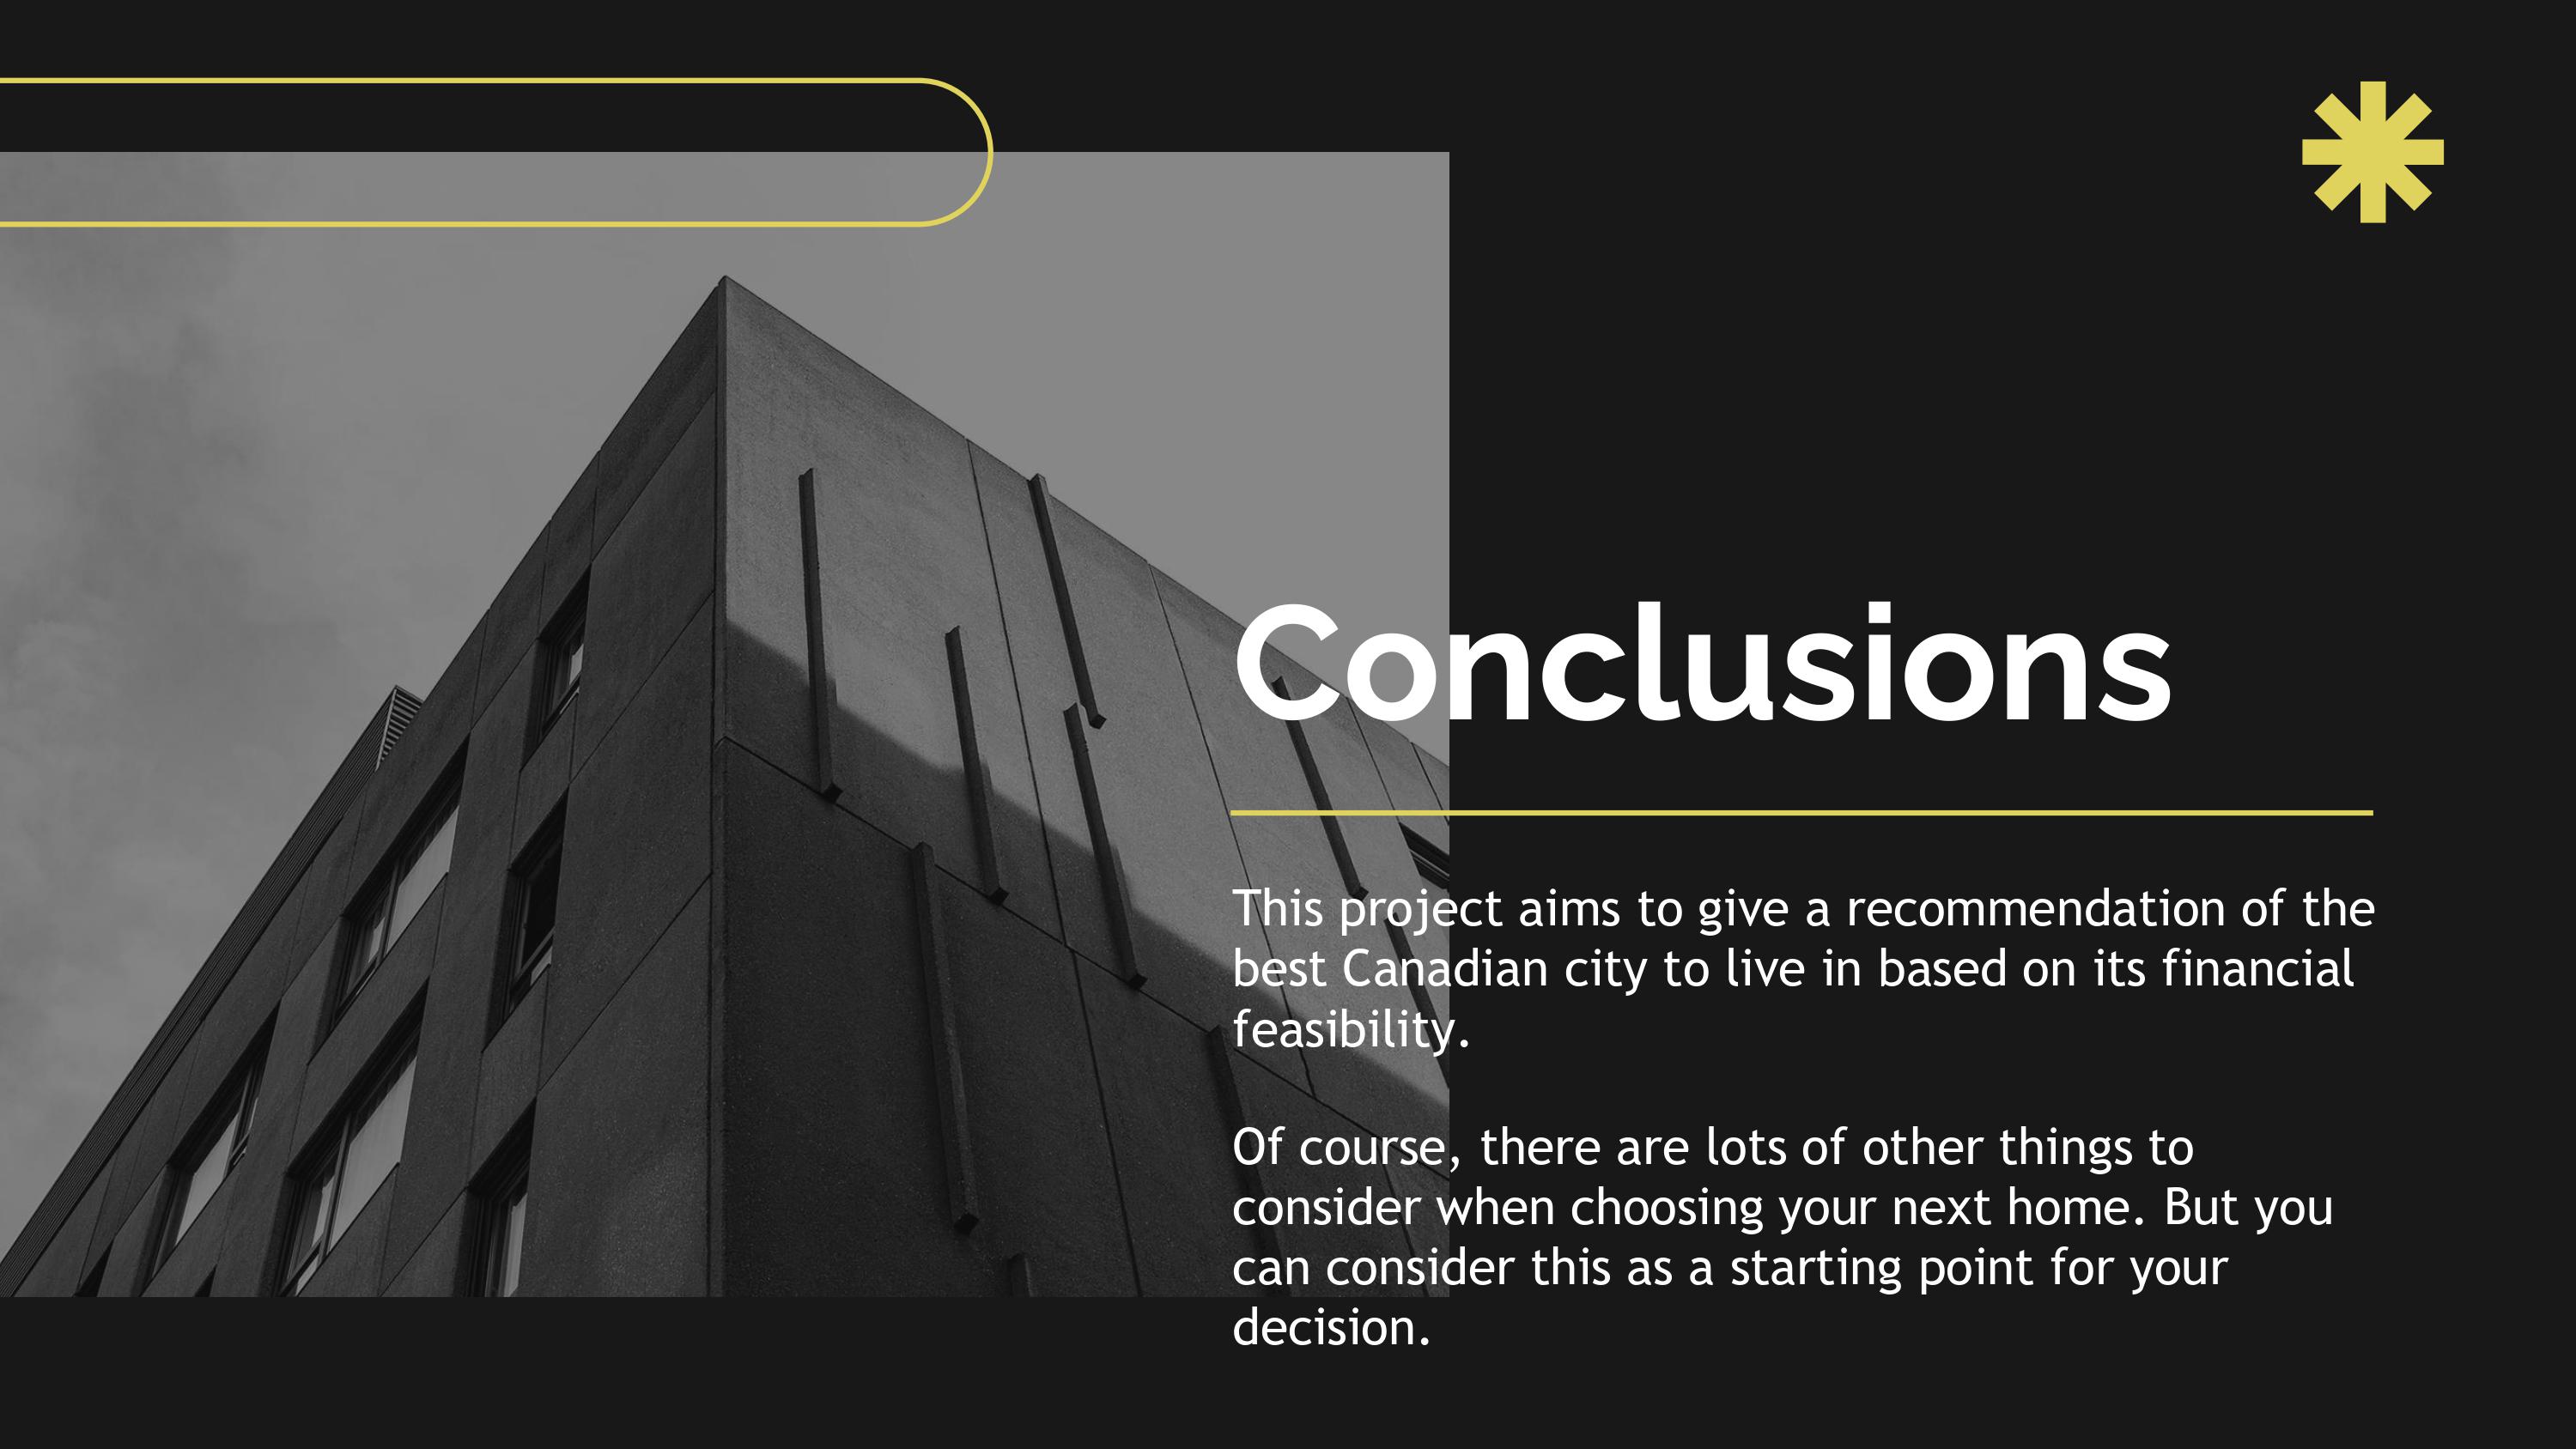 Conclusions
This project aims to give a recommendation of the
best Canadian city to live in based on its financial
feasibility.
Of course, there are lots of other things to
consider when choosing your next home. But you
can consider this as a starting point for your
decision.